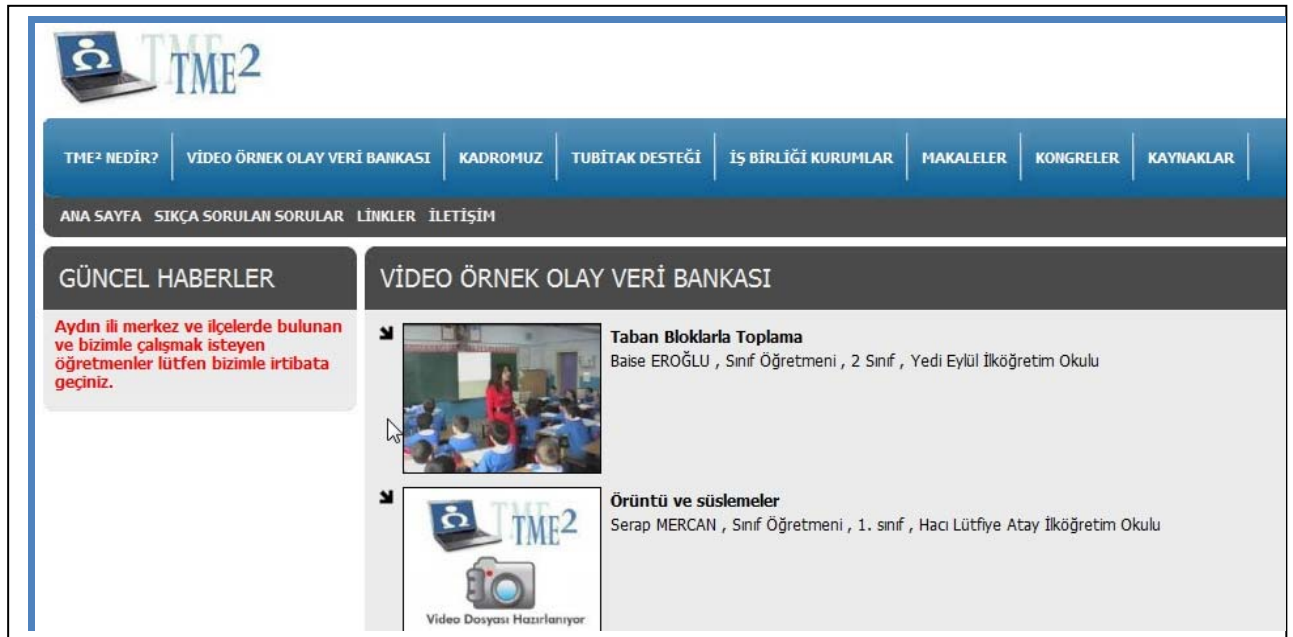 TME2
TME² NEDİR? VİDEO ÖRNEK OLAY VERİ BANKASI KADROMUZ TUBİTAK DESTEĞİ İŞ BİRLİĞİ KURUMLAR MAKALELER KONGRELER KAYNAKLAR
ANA SAYFA SIKÇA SORULAN SORULAR LİNKLER İLETİŞİM
GÜNCEL HABERLER
Aydın ili merkez ve ilçelerde bulunan
ve bizimle çalışmak isteyen
öğretmenler lütfen bizimle irtibata
geçiniz.
VİDEO ÖRNEK OLAY VERİ BANKASI
Taban Bloklarla Toplama
Baise EROĞLU , Sınıf Öğretmeni , 2 Sınıf , Yedi Eylül İlköğretim Okulu
Örüntü ve süslemeler
Serap MERCAN , Sınıf Öğretmeni , 1. sınıf , Hacı Lütfiye Atay İlköğretim Okulu
TME2
Video Dosyası Hazırlanıyor